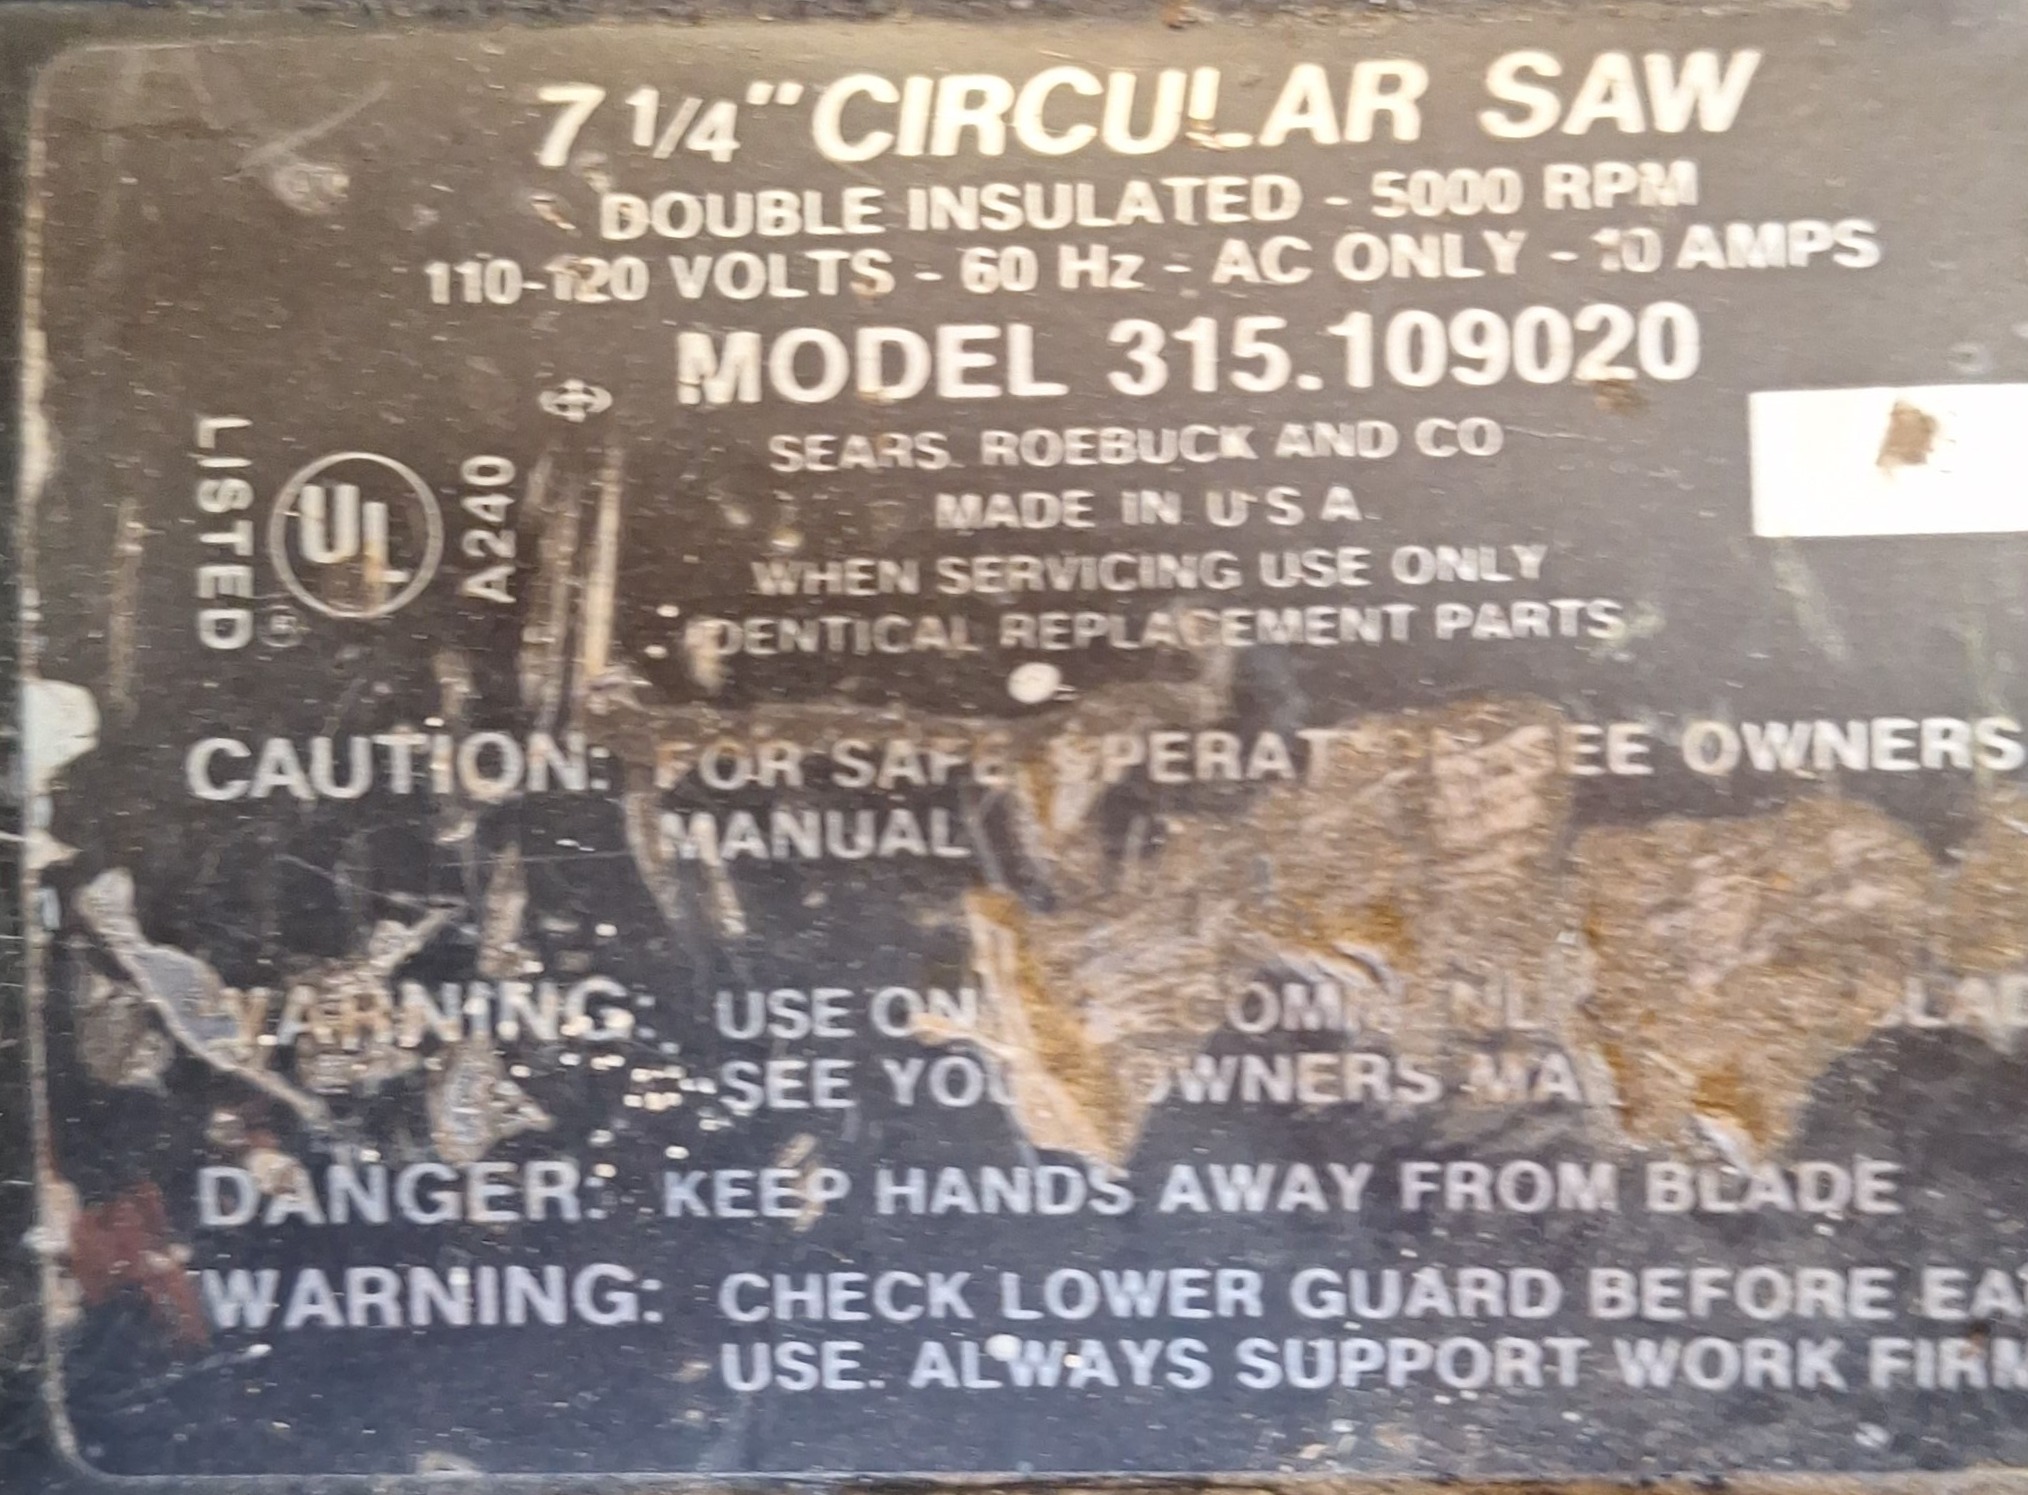 7 1/4" CIRCULAR SAW
DOUBLE INSULATED - 5000 RPM
110-120 VOLTS - 60 Hz - AC ONLY - 10 AMPS
MODEL 315.109020
SEARS, ROEBUCK AND CO
MADE IN U S A
WHEN SERVICING USE ONLY
IDENTICAL REPLACEMENT PARTS
LISTED
UL
®
A240
CAUTION: FOR SAFE OWNERS
MANUAL
WARNING: USE
SEE OWNERS
DANGER: KEEP HANDS AWAY FROM BLADE
WARNING: CHECK LOWER GUARD BEFORE
USE. ALWAYS SUPPORT WORK